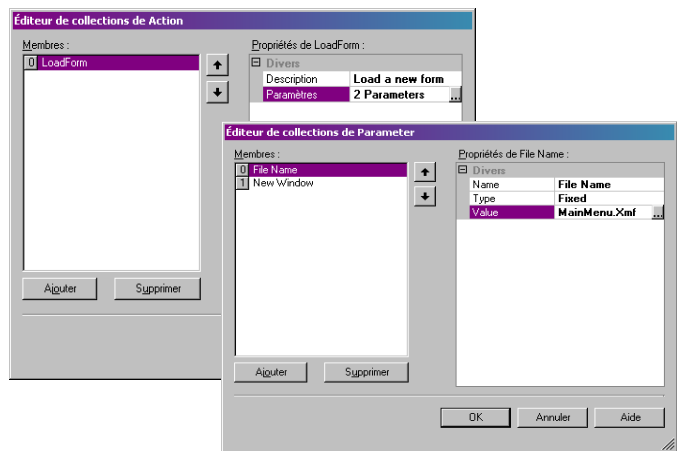 Éditeur de collections de Action
Membres :
0 LoadForm
Propriétés de LoadForm :
Divers
Description Load a new form
Paramètres 2 Parameters ...
Ajouter Supprimer
Éditeur de collections de Parameter
Membres :
0 File Name
1 New Window
Propriétés de File Name :
Divers
Name File Name
Type Fixed
Value MainMenu.Xmf ...
Ajouter Supprimer
OK Annuler Aide